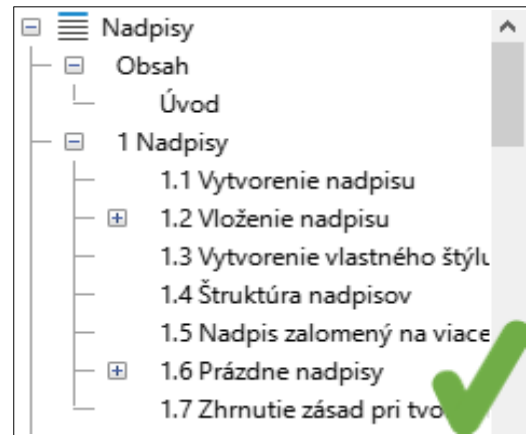 Nadpisy
Obsah
Úvod
1 Nadpisy
1.1 Vytvorenie nadpisu
1.2 Vloženie nadpisu
1.3 Vytvorenie vlastného štýlu
1.4 Štruktúra nadpisov
1.5 Nadpis zalomený na viace
1.6 Prázdne nadpisy
1.7 Zhrnutie zásad pri tvo